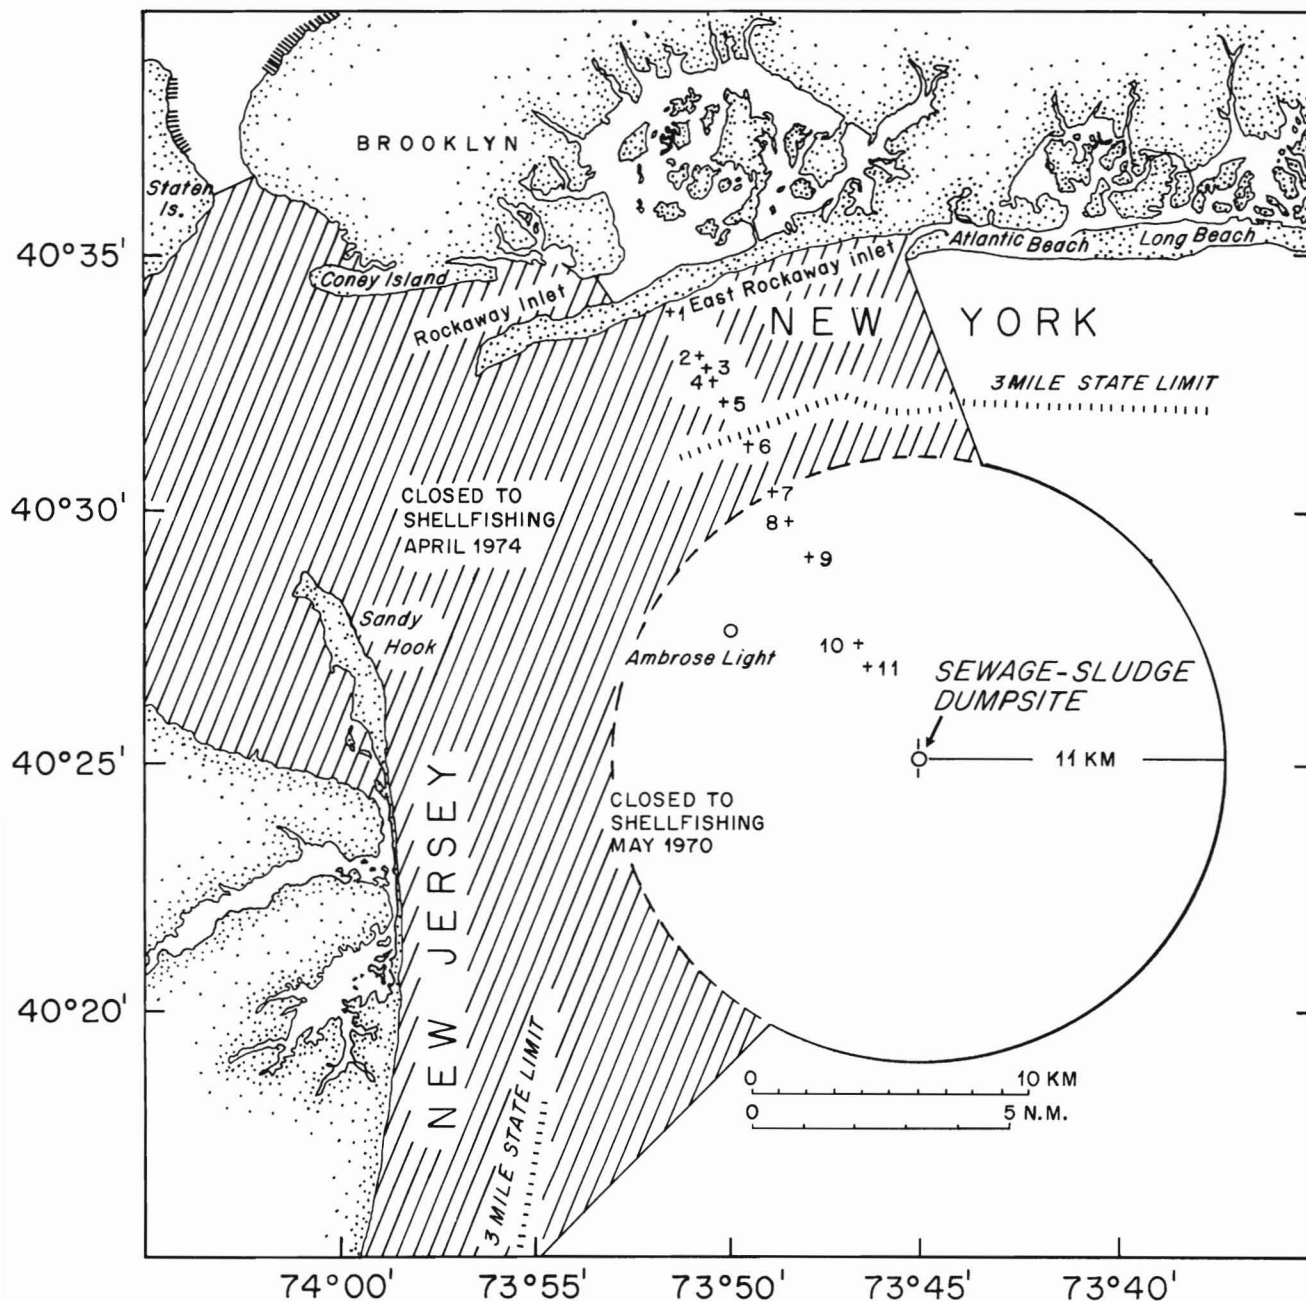 BROOKLYN
Staten
Is.
40°35'
Coney Island
Rockaway Inlet
East Rockaway inlet
Atlantic Beach
Long Beach
NEW YORK
3 MILE STATE LIMIT
+1
2+
+3
4+
+5
+6
+7
8+
+9
10+
+11
40°30'
CLOSED TO
SHELLFISHING
APRIL 1974
Sandy
Hook
Ambrose Light
SEWAGE-SLUDGE
DUMPSITE
11 KM
40°25'
CLOSED TO
SHELLFISHING
MAY 1970
NEW JERSEY
40°20'
3 MILE STATE LIMIT
0 10 KM
0 5 N.M.
74°00' 73°55' 73°50' 73°45' 73°40'